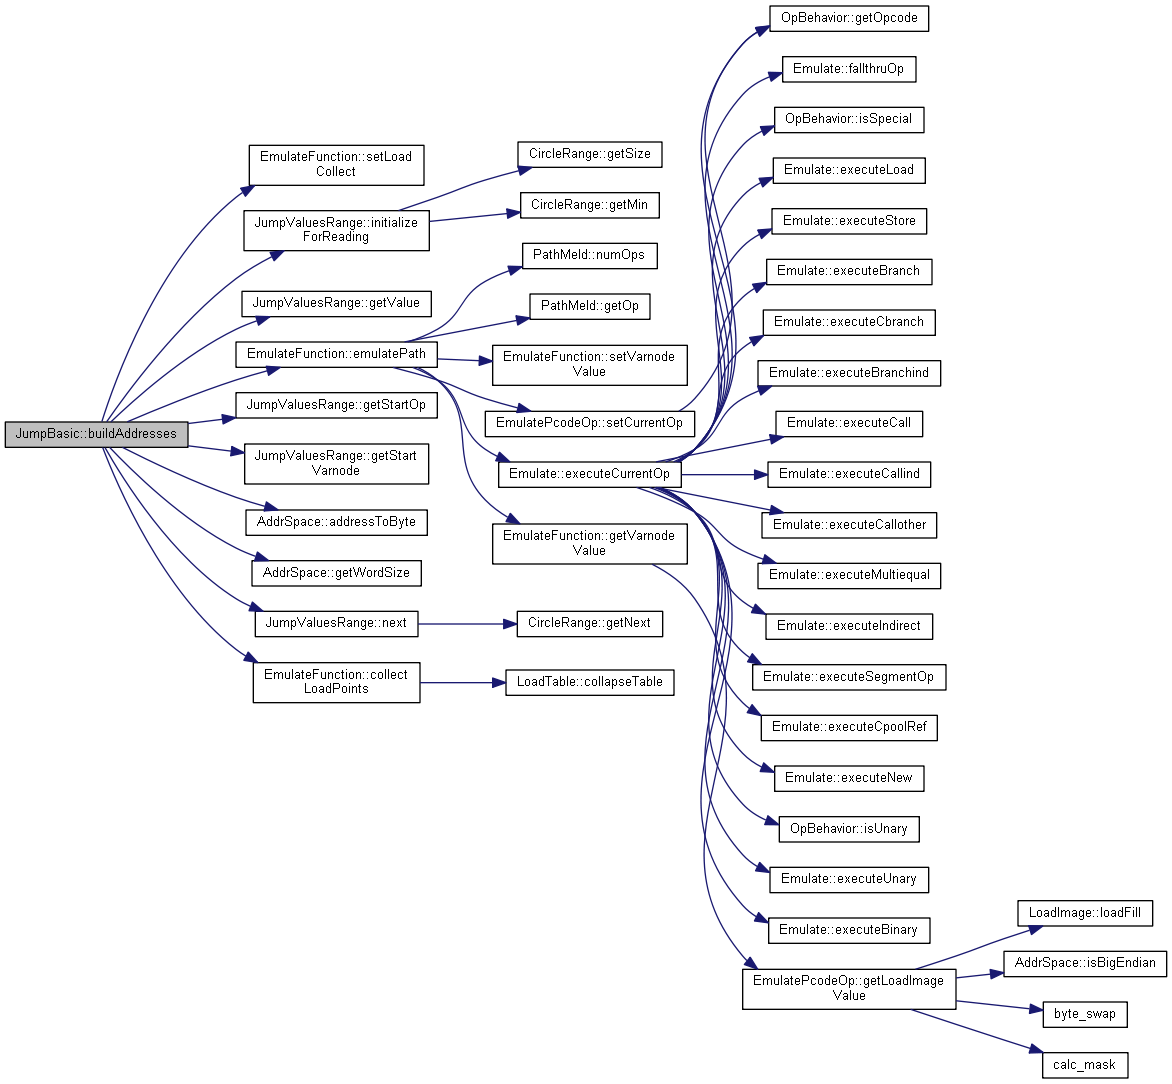 JumpBasic::buildAddresses
EmulateFunction::setLoad
Collect
JumpValuesRange::initialize
ForReading
JumpValuesRange::getValue
EmulateFunction::emulatePath
JumpValuesRange::getStartOp
JumpValuesRange::getStart
Varnode
AddrSpace::addressToByte
AddrSpace::getWordSize
JumpValuesRange::next
EmulateFunction::collect
LoadPoints
CircleRange::getSize
CircleRange::getMin
PathMeld::numOps
PathMeld::getOp
EmulateFunction::setVarnode
Value
EmulatePcodeOp::setCurrentOp
Emulate::executeCurrentOp
EmulateFunction::getVarnode
Value
CircleRange::getNext
LoadTable::collapseTable
OpBehavior::getOpcode
Emulate::fallthruOp
OpBehavior::isSpecial
Emulate::executeLoad
Emulate::executeStore
Emulate::executeBranch
Emulate::executeCbranch
Emulate::executeBranchind
Emulate::executeCall
Emulate::executeCallind
Emulate::executeCallother
Emulate::executeMultiequal
Emulate::executeIndirect
Emulate::executeSegmentOp
Emulate::executeCpoolRef
Emulate::executeNew
OpBehavior::isUnary
Emulate::executeUnary
Emulate::executeBinary
EmulatePcodeOp::getLoadImage
Value
LoadImage::loadFill
AddrSpace::isBigEndian
byte_swap
calc_mask